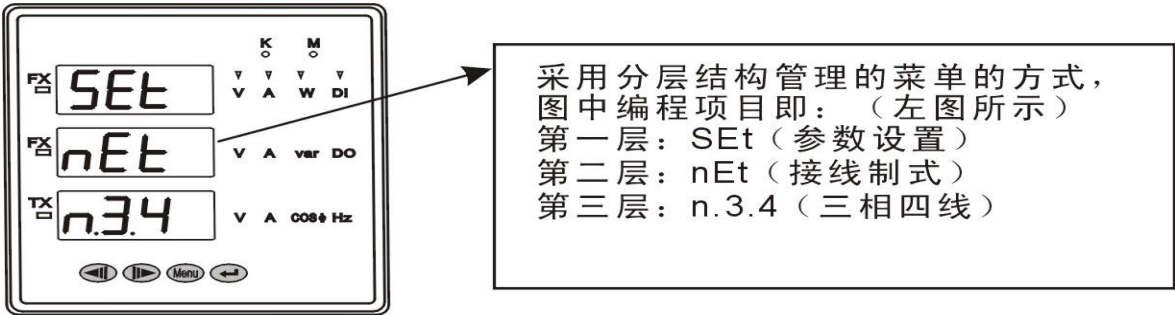 K M
FX SEt V A W DI
FX nEt V A var DO
TX n.3.4 V A COSϕ Hz
Menu
采用分层结构管理的菜单的方式，
图中编程项目即：（左图所示）
第一层：SEt（参数设置）
第二层：nEt（接线制式）
第三层：n.3.4（三相四线）